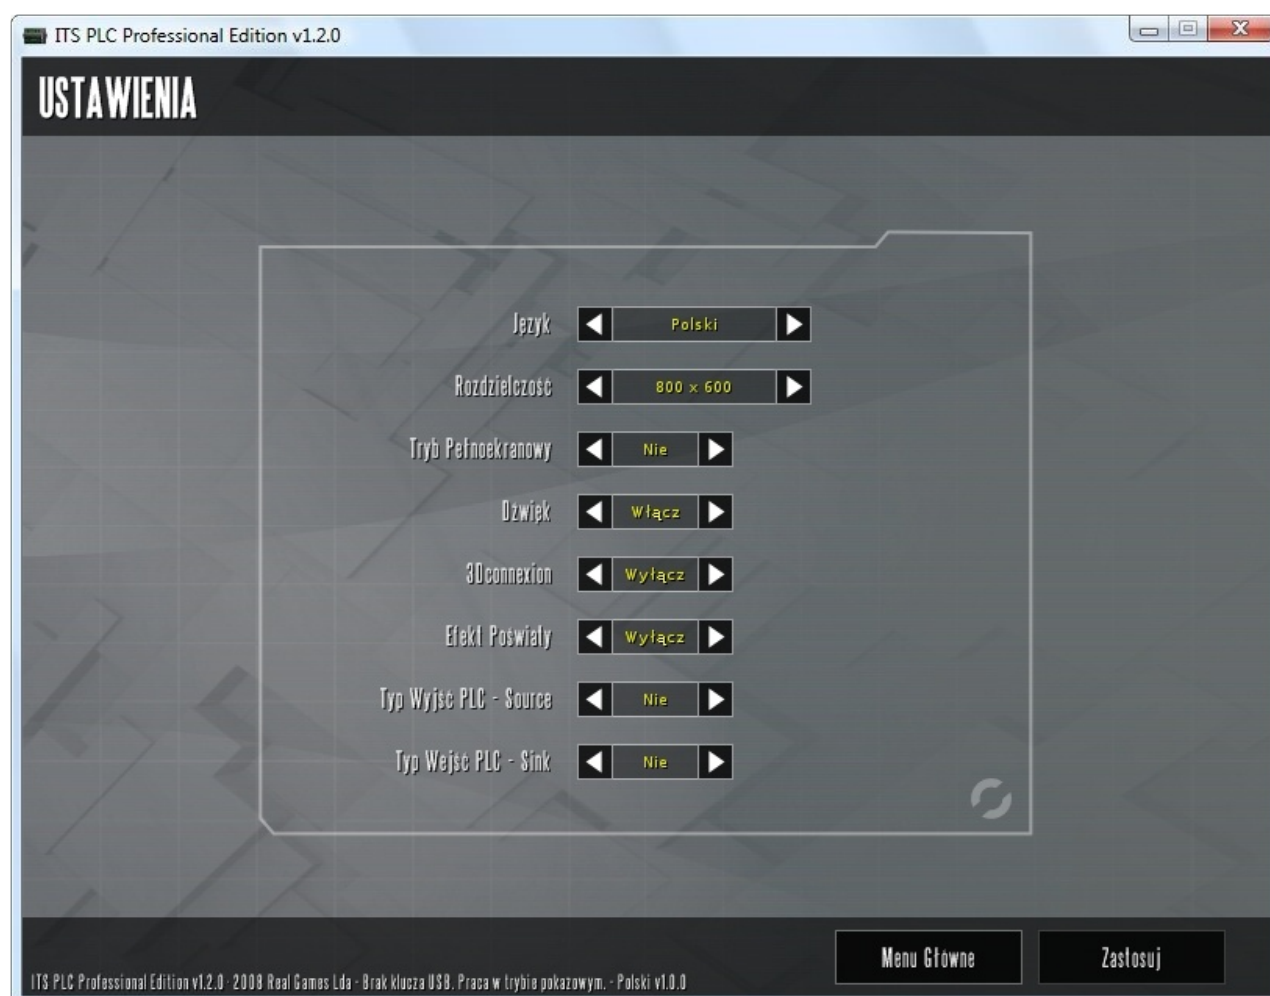 ITS PLC Professional Edition v1.2.0
USTAWIENIA
Język Polski
Rozdzielczość 800 x 600
Tryb Pełnoekranowy Nie
Dźwięk Włącz
3Dconnexion Wyłącz
Efekt Poświaty Wyłącz
Typ Wyjść PLC - Source Nie
Typ Wejść PLC - Sink Nie
Menu Główne Zastosuj
ITS PLC Professional Edition v1.2.0 - 2008 Real Games Lda - Brak klucza USB. Praca w trybie pokazowym. - Polski v1.0.0